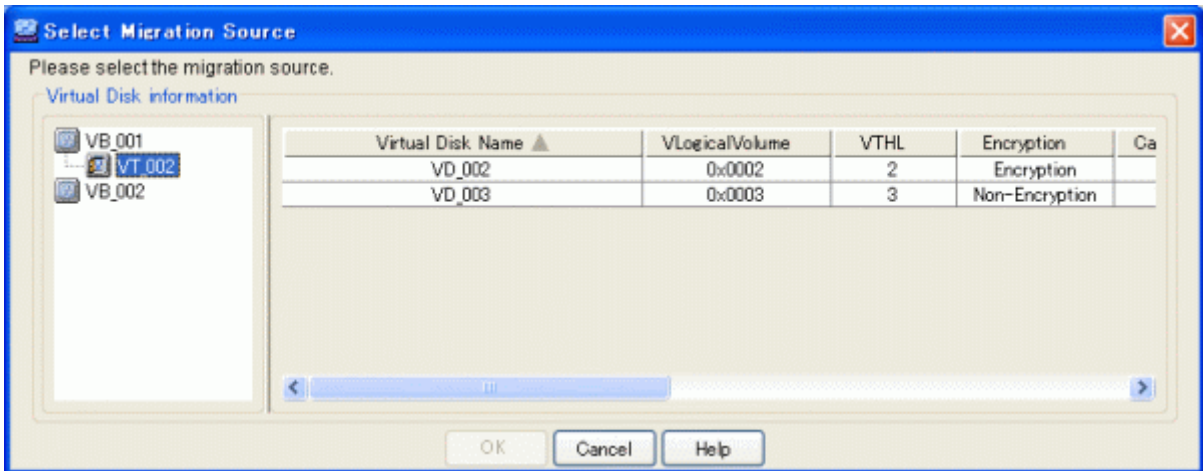 Select Migration Source
Please select the migration source.
Virtual Disk information
VB_001
VT_002
VB_002
Virtual Disk Name VLogicalVolume VTHL Encryption Ca
VD_002 0x0002 2 Encryption
VD_003 0x0003 3 Non-Encryption
OK Cancel Help